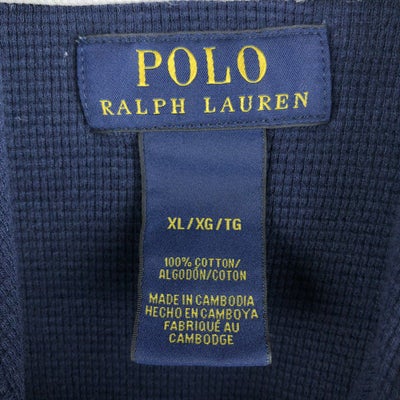 POLO
RALPH LAUREN
XL/XG/TG
100% COTTON/
ALGODÓN/COTON
MADE IN CAMBODIA
HECHO EN CAMBOYA
FABRIQUÉ AU
CAMBODGE